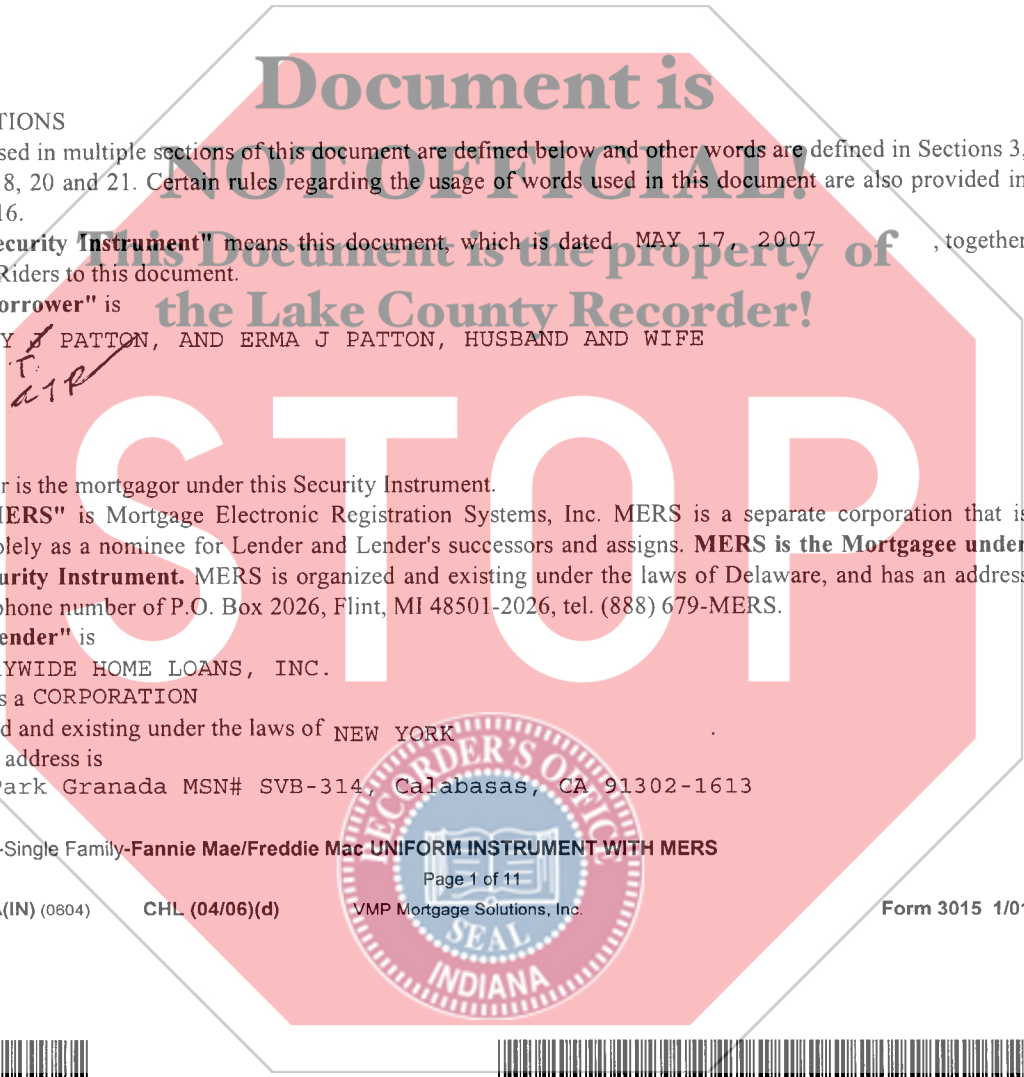 Document is
NOT OFFICIAL!
This Document is the property of
the Lake County Recorder!
TIONS
sed in multiple sections of this document are defined below and other words are defined in Sections 3,
8, 20 and 21. Certain rules regarding the usage of words used in this document are also provided in
16.
ecurity Instrument" means this document, which is dated MAY 17, 2007 , together
Riders to this document.
orrower" is
Y J PATTON, AND ERMA J PATTON, HUSBAND AND WIFE
T.
STOP
r is the mortgagor under this Security Instrument.
MERS" is Mortgage Electronic Registration Systems, Inc. MERS is a separate corporation that is
olely as a nominee for Lender and Lender's successors and assigns. MERS is the Mortgagee under
urity Instrument. MERS is organized and existing under the laws of Delaware, and has an address
phone number of P.O. Box 2026, Flint, MI 48501-2026, tel. (888) 679-MERS.
ender" is
YWIDE HOME LOANS, INC.
s a CORPORATION
d and existing under the laws of NEW YORK .
address is
Park Granada MSN# SVB-314, Calabasas, CA 91302-1613
RECORDER'S OFFICE
SEAL
INDIANA
-Single Family-Fannie Mae/Freddie Mac UNIFORM INSTRUMENT WITH MERS
Page 1 of 11
A(IN) (0604) CHL (04/06)(d) VMP Mortgage Solutions, Inc. Form 3015 1/01